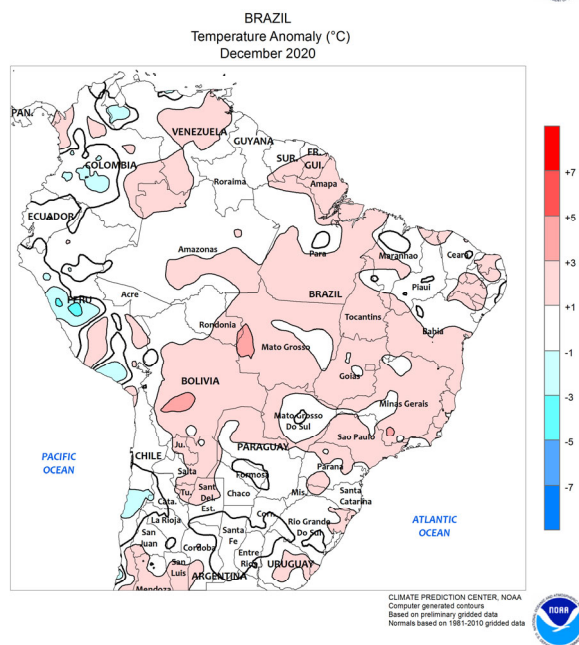 BRAZIL
Temperature Anomaly (°C)
December 2020
PAN.
VENEZUELA
GUYANA
COLOMBIA
SUR.
FR.
GUI.
Roraima
Amapa
ECUADOR
Amazonas
Para
Maranhao
Ceara
PERU
Acre
BRAZIL
Piaui
Rondonia
Tocantins
Mato Grosso
Bahia
BOLIVIA
Goias
Minas Gerais
Mato Grosso
Do Sul
Sao Paulo
PACIFIC
OCEAN
CHILE
Ju.
PARAGUAY
Parana
Salta
Formosa
Tu.
Sant
Del
Est.
Chaco
Mis.
Santa
Catarina
Cata.
La Rioja
Corr.
Rio Grande
Do Sul
ATLANTIC
OCEAN
San
Juan
Santa
Fe
Cordoba
Entre
Rios
San
Luis
URUGUAY
Mendoza
ARGENTINA
+7
+5
+3
+1
-1
-3
-5
-7
CLIMATE PREDICTION CENTER, NOAA
Computer generated contours
Based on preliminary gridded data
Normals based on 1981-2010 gridded data
NOAA